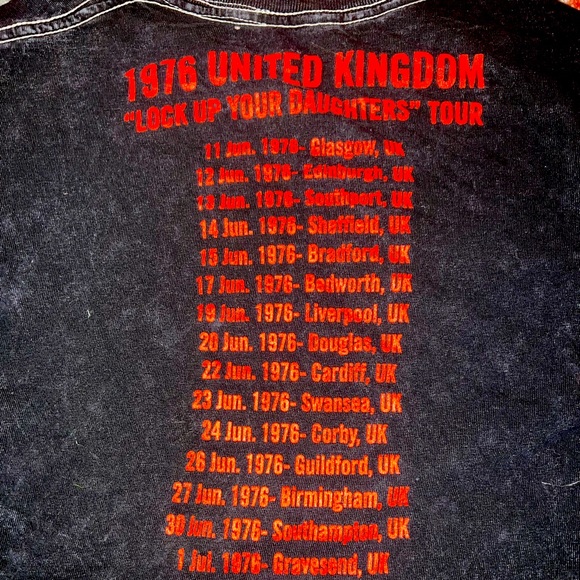 1976 UNITED KINGDOM
"LOCK UP YOUR DAUGHTERS" TOUR
11 Jun. 1976- Glasgow, UK
12 Jun. 1976- Edinburgh, UK
13 Jun. 1976- Southport, UK
14 Jun. 1976- Sheffield, UK
15 Jun. 1976- Bradford, UK
17 Jun. 1976- Bedworth, UK
19 Jun. 1976- Liverpool, UK
20 Jun. 1976- Douglas, UK
22 Jun. 1976- Cardiff, UK
23 Jun. 1976- Swansea, UK
24 Jun. 1976- Corby, UK
26 Jun. 1976- Guildford, UK
27 Jun. 1976- Birmingham, UK
30 Jun. 1976- Southampton, UK
1 Jul. 1976- Gravesend, UK